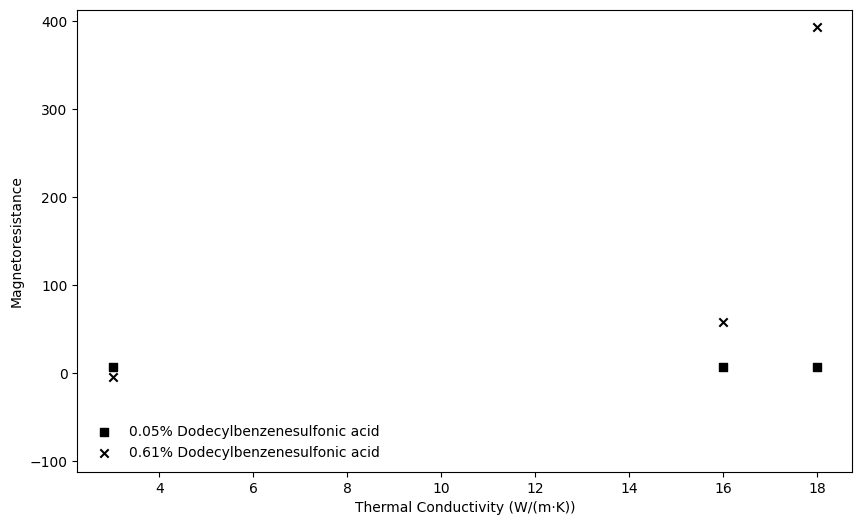 400
300
200
100
0
−100
Magnetoresistance
0.05% Dodecylbenzenesulfonic acid
0.61% Dodecylbenzenesulfonic acid
4 6 8 10 12 14 16 18
Thermal Conductivity (W/(m·K))